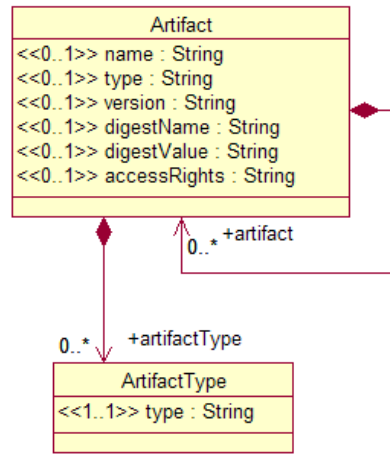 Artifact
<<0..1>> name : String
<<0..1>> type : String
<<0..1>> version : String
<<0..1>> digestName : String
<<0..1>> digestValue : String
<<0..1>> accessRights : String
0..* +artifact
0..* +artifactType
ArtifactType
<<1..1>> type : String